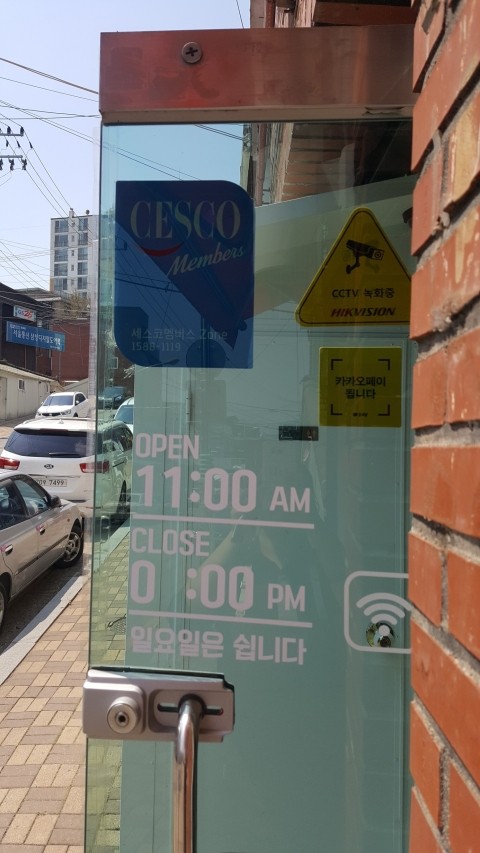 CESCO
Members
세스코멤버스 Zone
1588-1119
CCTV 녹화중
HIKVISION
카카오페이
됩니다
OPEN
11:00 AM
CLOSE
0 :00 PM
일요일은 쉽니다